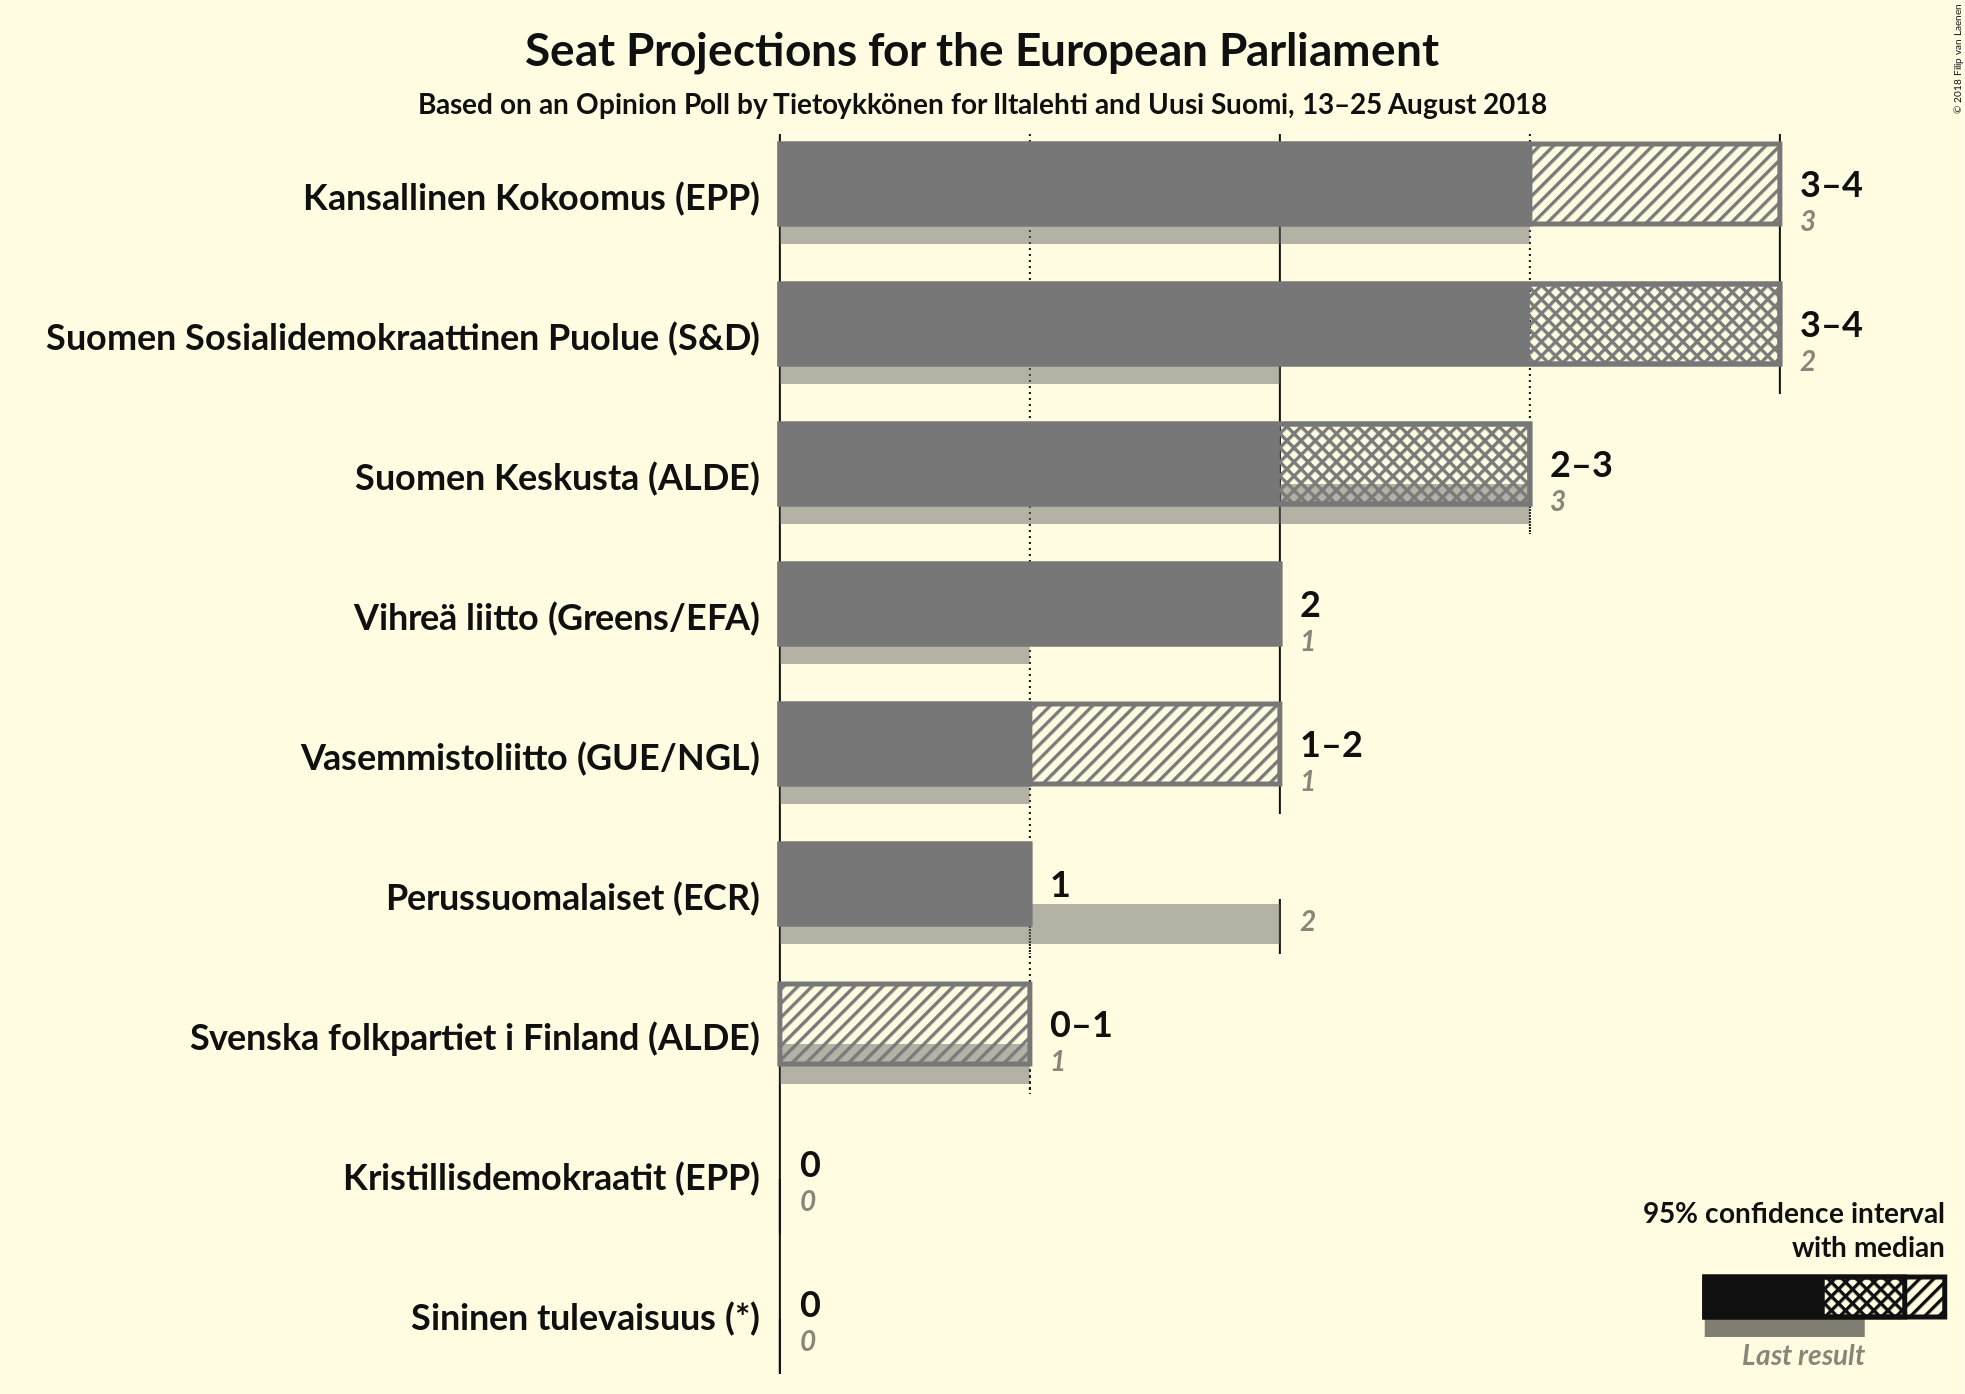 Seat Projections for the European Parliament
Based on an Opinion Poll by Tietoykkönen for Iltalehti and Uusi Suomi, 13–25 August 2018
© 2018 Filip van Laenen
Kansallinen Kokoomus (EPP)
3–4
3
Suomen Sosialidemokraattinen Puolue (S&D)
3–4
2
Suomen Keskusta (ALDE)
2–3
3
Vihreä liitto (Greens/EFA)
2
1
Vasemmistoliitto (GUE/NGL)
1–2
1
Perussuomalaiset (ECR)
1
2
Svenska folkpartiet i Finland (ALDE)
0–1
1
Kristillisdemokraatit (EPP)
0
0
Sininen tulevaisuus (*)
0
0
95% confidence interval
with median
Last result